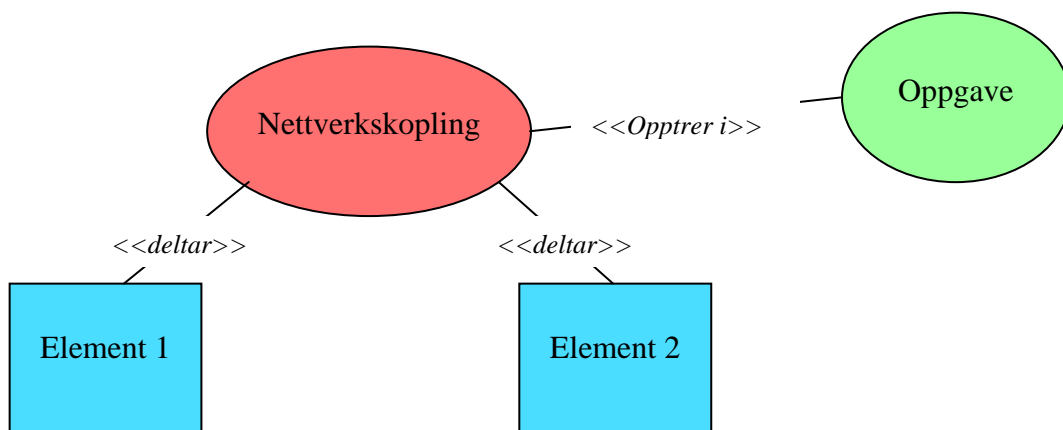 Oppgave
Nettverkskopling
<<Opptrer i>>
<<deltar>>
<<deltar>>
Element 1
Element 2